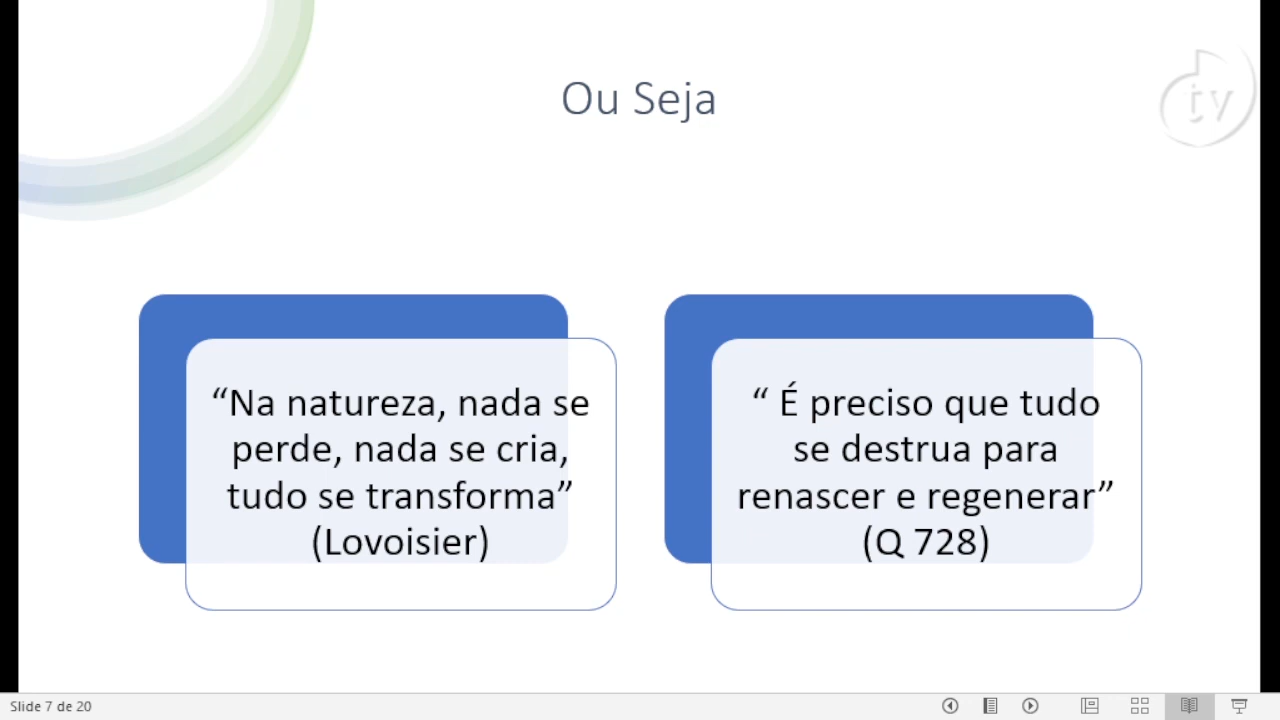 Ou Seja
tv
“Na natureza, nada se
perde, nada se cria,
tudo se transforma”
(Lovoisier)
“ É preciso que tudo
se destrua para
renascer e regenerar”
(Q 728)
Slide 7 de 20